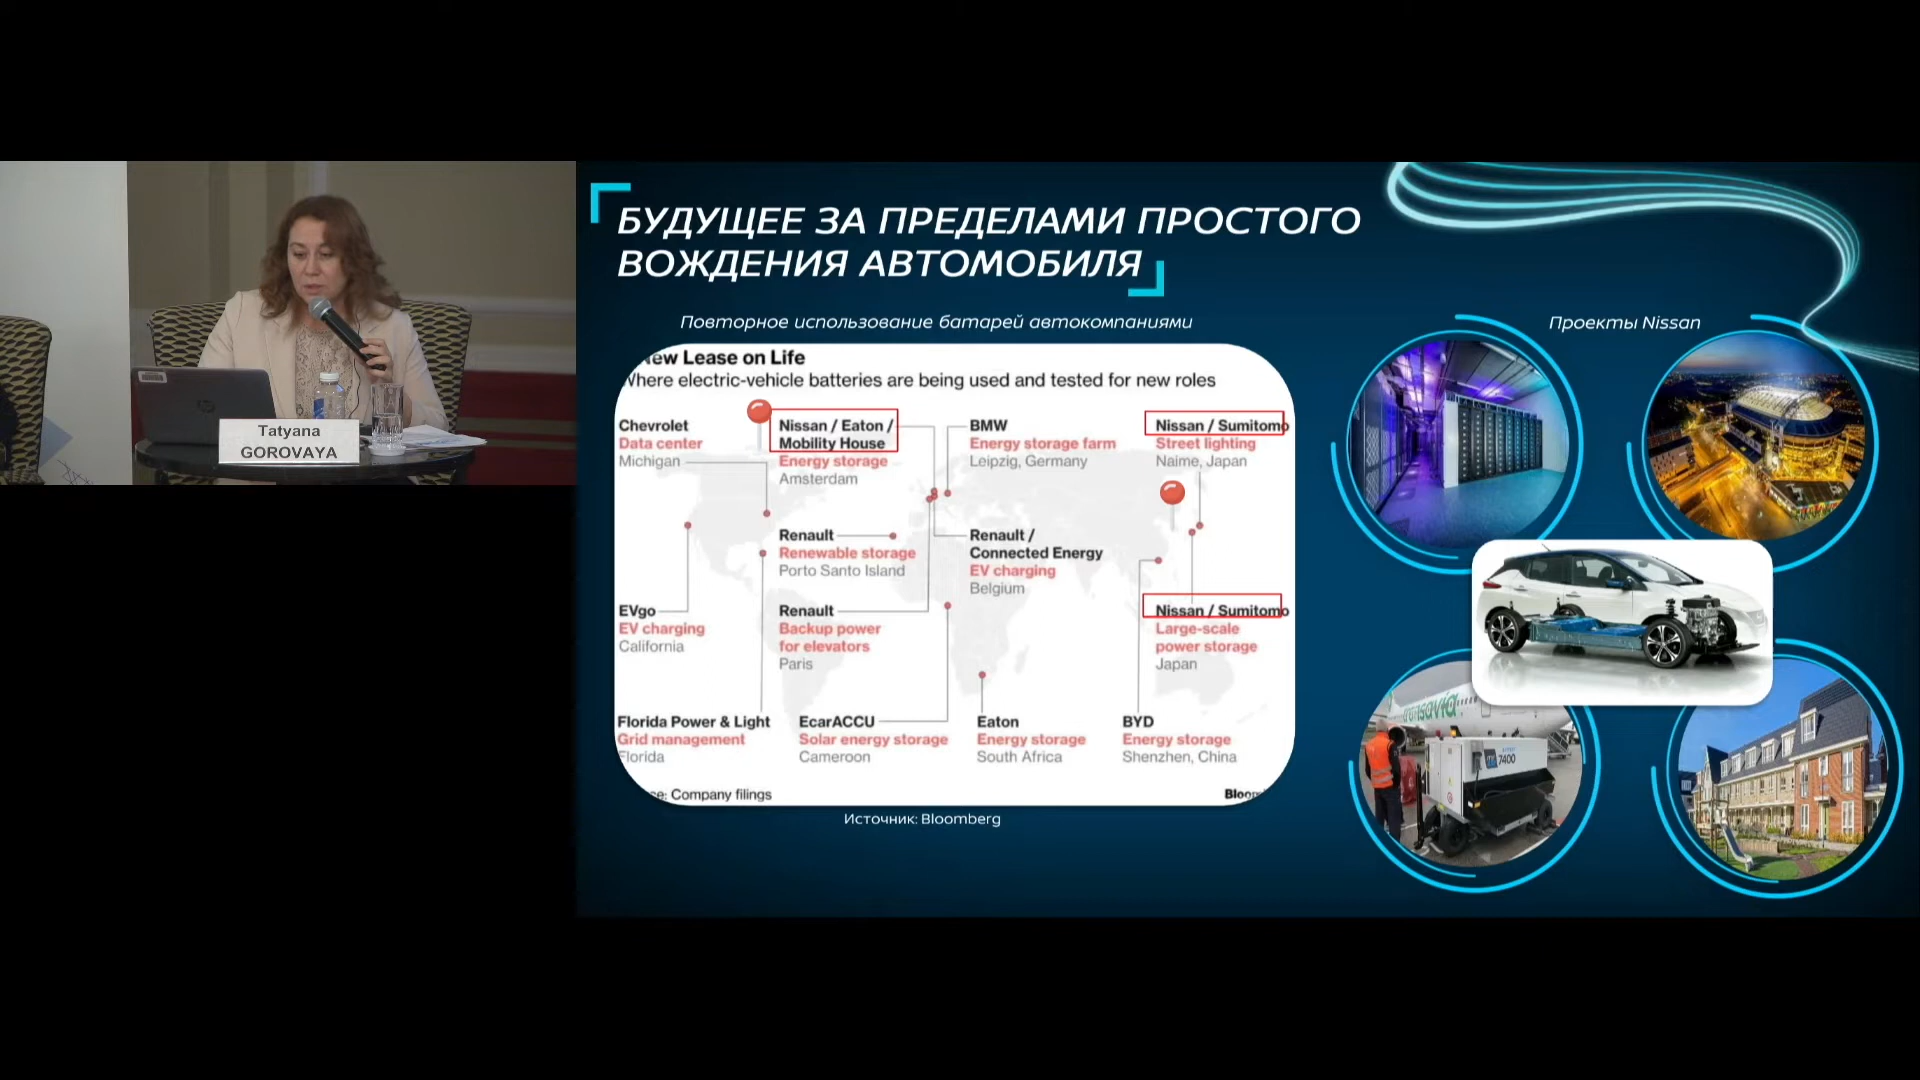 Tatyana
GOROVAYA
БУДУЩЕЕ ЗА ПРЕДЕЛАМИ ПРОСТОГО
ВОЖДЕНИЯ АВТОМОБИЛЯ
Повторное использование батарей автокомпаниями
ew Lease on Life
Where electric-vehicle batteries are being used and tested for new roles
Chevrolet
Data center
Michigan
Nissan / Eaton /
Mobility House
Energy storage
Amsterdam
BMW
Energy storage farm
Leipzig, Germany
Nissan / Sumitomo
Street lighting
Naime, Japan
Renault
Renewable storage
Porto Santo Island
Renault /
Connected Energy
EV charging
Belgium
EVgo
EV charging
California
Renault
Backup power
for elevators
Paris
Nissan / Sumitomo
Large-scale
power storage
Japan
Florida Power & Light
Grid management
Florida
EcarACCU
Solar energy storage
Cameroon
Eaton
Energy storage
South Africa
BYD
Energy storage
Shenzhen, China
e: Company filings
Bloom
Источник: Bloomberg
Проекты Nissan
transavia
7400